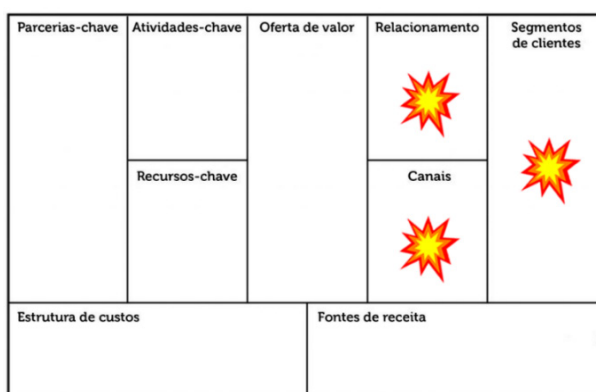 Parcerias-chave
Atividades-chave
Oferta de valor
Relacionamento
Segmentos
de clientes
Recursos-chave
Canais
Estrutura de custos
Fontes de receita